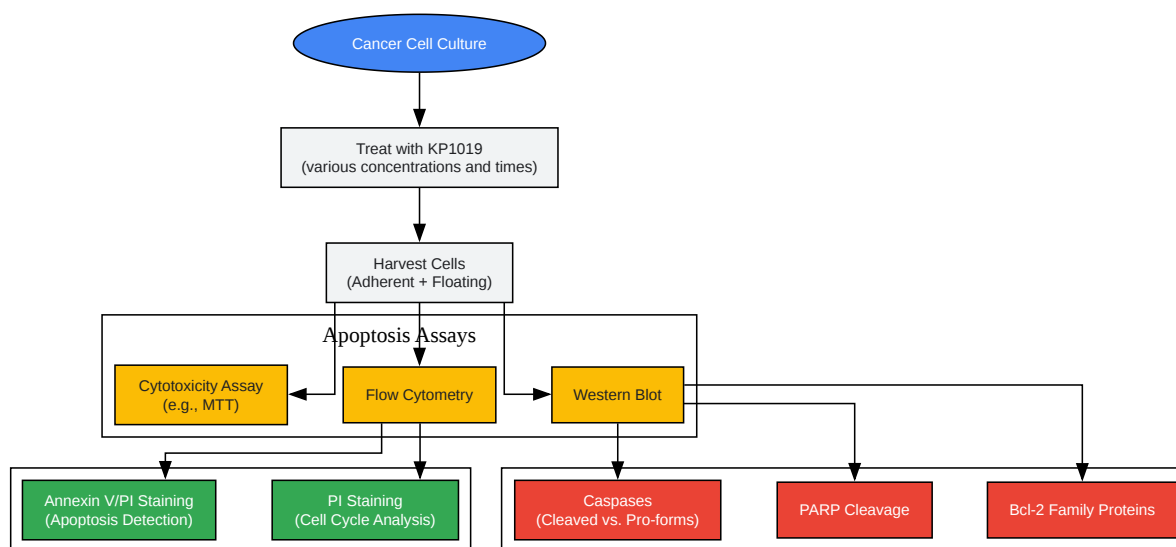 Cancer Cell Culture
Treat with KP1019
(various concentrations and times)
Harvest Cells
(Adherent + Floating)
Apoptosis Assays
Cytotoxicity Assay
(e.g., MTT)
Flow Cytometry
Western Blot
Annexin V/PI Staining
(Apoptosis Detection)
PI Staining
(Cell Cycle Analysis)
Caspases
(Cleaved vs. Pro-forms)
PARP Cleavage
Bcl-2 Family Proteins